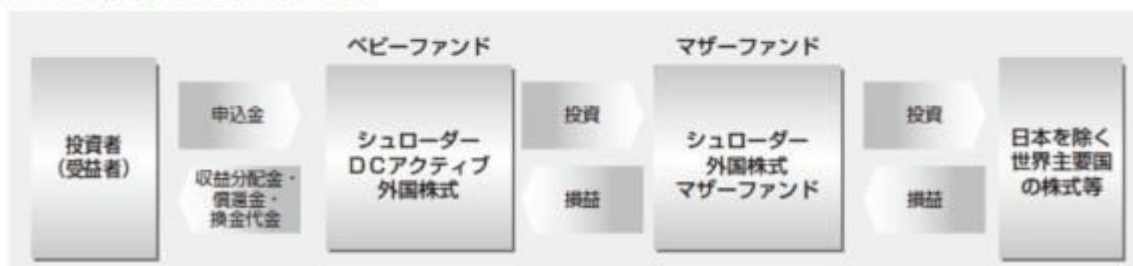 ベビーファンド
マザーファンド
投資者
(受益者)
申込金
収益分配金・
償還金・
換金代金
シュローダー
DCアクティブ
外国株式
投資
損益
シュローダー
外国株式
マザーファンド
投資
損益
日本を除く
世界主要国
の株式等